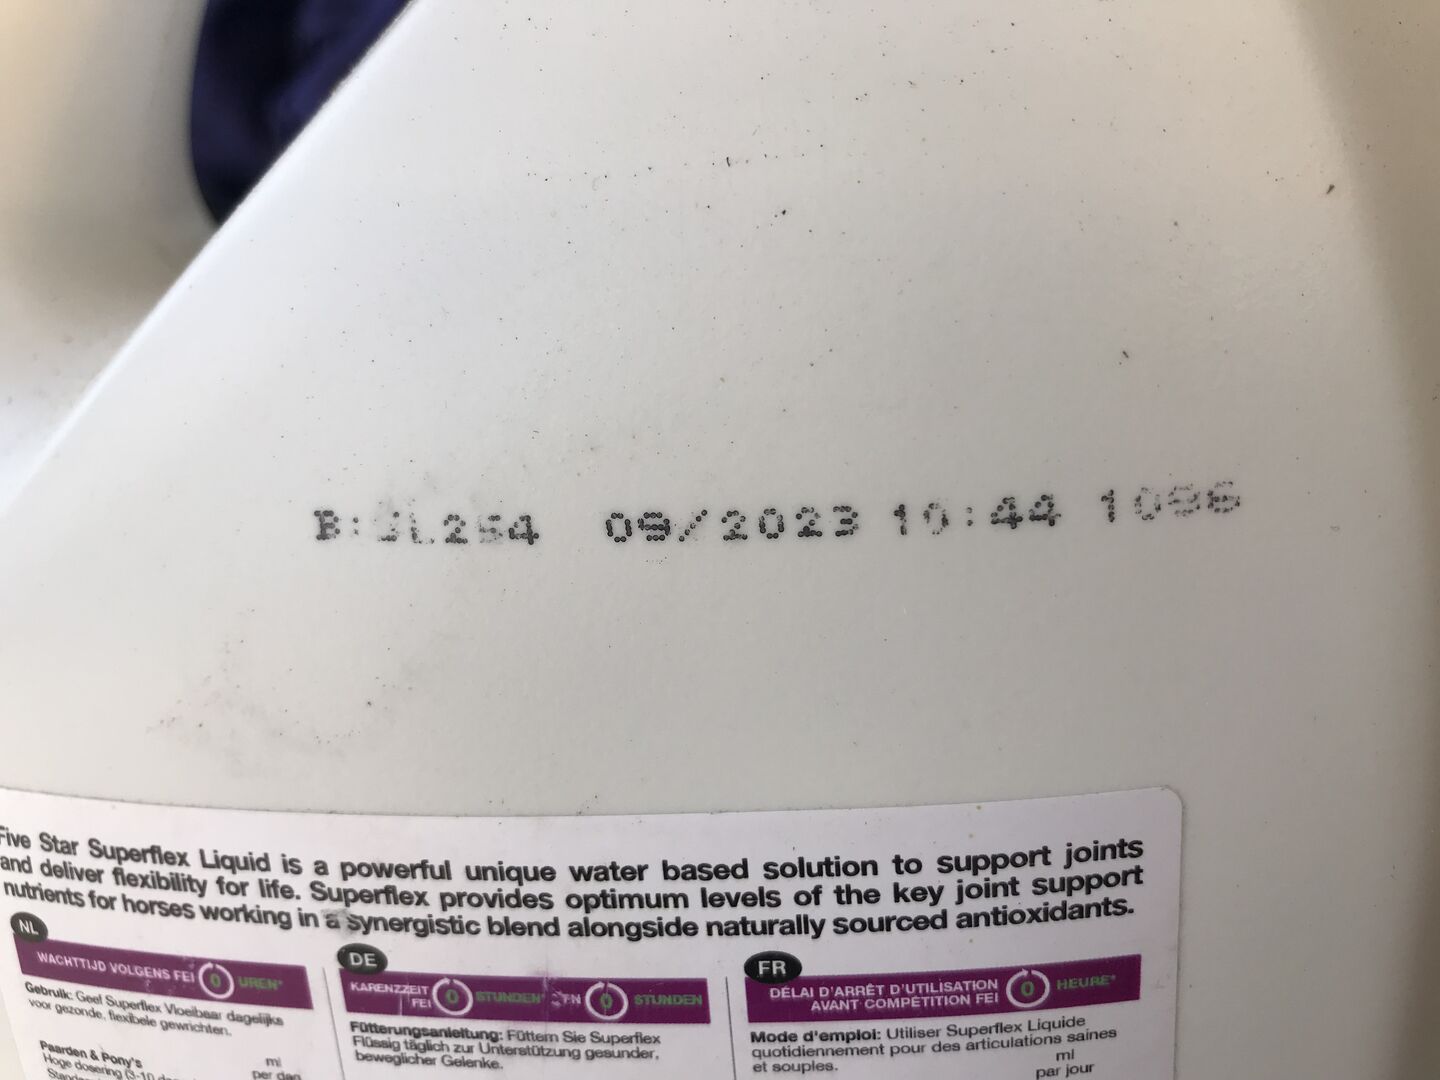 09/2023 10:44 1096
Five Star Superflex Liquid is a powerful unique water based solution to support joints
and deliver flexibility for life. Superflex provides optimum levels of the key joint support
nutrients for horses working in a synergistic blend alongside naturally sourced antioxidants.
NL
WACHTTIJD VOLGENS FEI 0 UREN*
Gebruik: Geef Superflex Vloeibaar dagelijks
voor gezonde, flexibele gewrichten.
Paarden & Pony's
ml
Hoge dosering (3-10
per dag
DE
KARENZZEIT
FEI 0 STUNDEN* FN 0 STUNDEN
Fütterungsanleitung: Füttern Sie Superflex
Flüssig täglich zur Unterstützung gesunder,
beweglicher Gelenke.
FR
DÉLAI D'ARRÊT D'UTILISATION
AVANT COMPÉTITION FEI 0 HEURE*
Mode d'emploi: Utiliser Superflex Liquide
quotidiennement pour des articulations saines
et souples.
ml
par jour